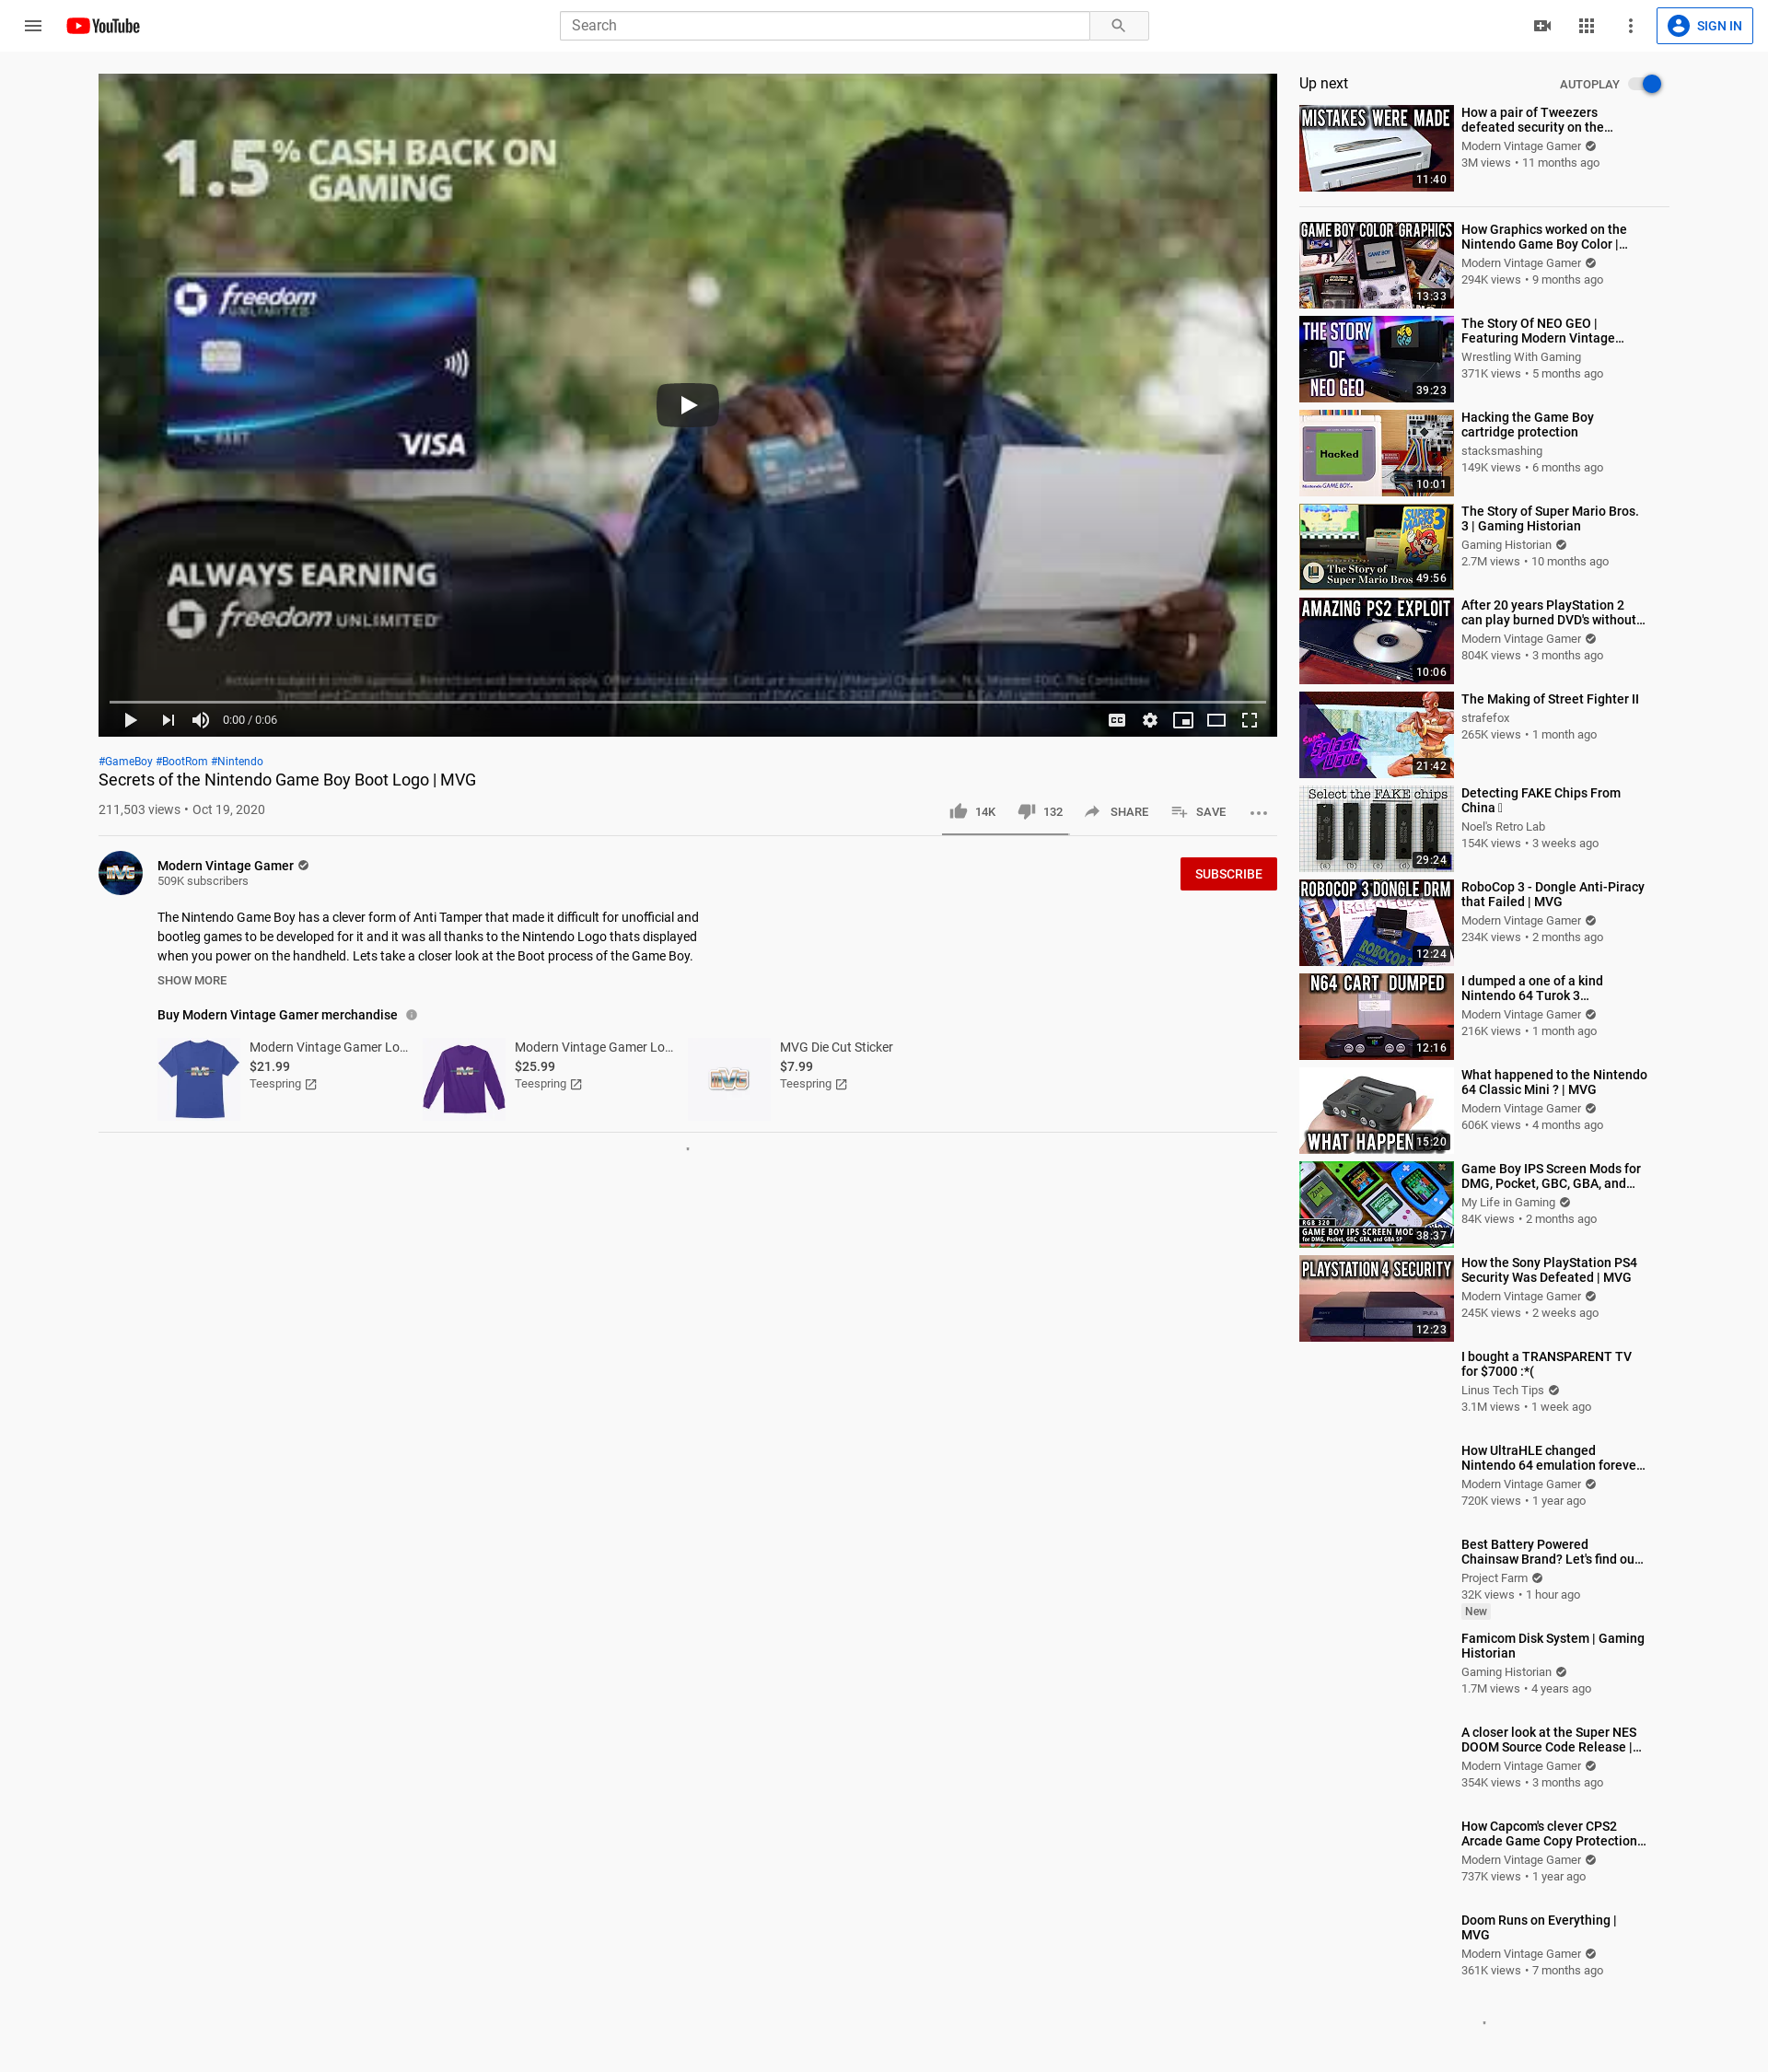 YouTube
Search
SIGN IN
1.5% CASH BACK ON
GAMING
freedom
UNLIMITED
VISA
ALWAYS EARNING
freedom UNLIMITED
0:00 / 0:06
CC
#GameBoy #BootRom #Nintendo
Secrets of the Nintendo Game Boy Boot Logo | MVG
211,503 views • Oct 19, 2020
14K
132
SHARE
SAVE
Modern Vintage Gamer
509K subscribers
SUBSCRIBE
The Nintendo Game Boy has a clever form of Anti Tamper that made it difficult for unofficial and
bootleg games to be developed for it and it was all thanks to the Nintendo Logo thats displayed
when you power on the handheld. Lets take a closer look at the Boot process of the Game Boy.
SHOW MORE
Buy Modern Vintage Gamer merchandise
Modern Vintage Gamer Lo...
$21.99
Teespring
Modern Vintage Gamer Lo...
$25.99
Teespring
MVG Die Cut Sticker
$7.99
Teespring
Up next
AUTOPLAY
MISTAKES WERE MADE
11:40
How a pair of Tweezers
defeated security on the...
Modern Vintage Gamer
3M views • 11 months ago
GAME BOY COLOR GRAPHICS
13:33
How Graphics worked on the
Nintendo Game Boy Color |...
Modern Vintage Gamer
294K views • 9 months ago
THE STORY
OF
NEO GEO
39:23
The Story Of NEO GEO |
Featuring Modern Vintage...
Wrestling With Gaming
371K views • 5 months ago
Hacked
10:01
Hacking the Game Boy
cartridge protection
stacksmashing
149K views • 6 months ago
The Story of
Super Mario Bros
49:56
The Story of Super Mario Bros.
3 | Gaming Historian
Gaming Historian
2.7M views • 10 months ago
AMAZING PS2 EXPLOIT
10:06
After 20 years PlayStation 2
can play burned DVD's without...
Modern Vintage Gamer
804K views • 3 months ago
Super
Splash
Wave
21:42
The Making of Street Fighter II
strafefox
265K views • 1 month ago
Select the FAKE chips
29:24
Detecting FAKE Chips From
China
Noel's Retro Lab
154K views • 3 weeks ago
ROBOCOP 3 DONGLE DRM
12:24
RoboCop 3 - Dongle Anti-Piracy
that Failed | MVG
Modern Vintage Gamer
234K views • 2 months ago
N64 CART DUMPED
12:16
I dumped a one of a kind
Nintendo 64 Turok 3...
Modern Vintage Gamer
216K views • 1 month ago
WHAT HAPPEN
15:20
What happened to the Nintendo
64 Classic Mini ? | MVG
Modern Vintage Gamer
606K views • 4 months ago
RGB 320
GAME BOY IPS SCREEN MOD
for DMG, Pocket, GBC, GBA, and GBA SP
38:37
Game Boy IPS Screen Mods for
DMG, Pocket, GBC, GBA, and...
My Life in Gaming
84K views • 2 months ago
PLAYSTATION 4 SECURITY
12:23
How the Sony PlayStation PS4
Security Was Defeated | MVG
Modern Vintage Gamer
245K views • 2 weeks ago
I bought a TRANSPARENT TV
for $7000 :*(
Linus Tech Tips
3.1M views • 1 week ago
How UltraHLE changed
Nintendo 64 emulation foreve...
Modern Vintage Gamer
720K views • 1 year ago
Best Battery Powered
Chainsaw Brand? Let's find ou...
Project Farm
32K views • 1 hour ago
New
Famicom Disk System | Gaming
Historian
Gaming Historian
1.7M views • 4 years ago
A closer look at the Super NES
DOOM Source Code Release |...
Modern Vintage Gamer
354K views • 3 months ago
How Capcom's clever CPS2
Arcade Game Copy Protection...
Modern Vintage Gamer
737K views • 1 year ago
Doom Runs on Everything |
MVG
Modern Vintage Gamer
361K views • 7 months ago